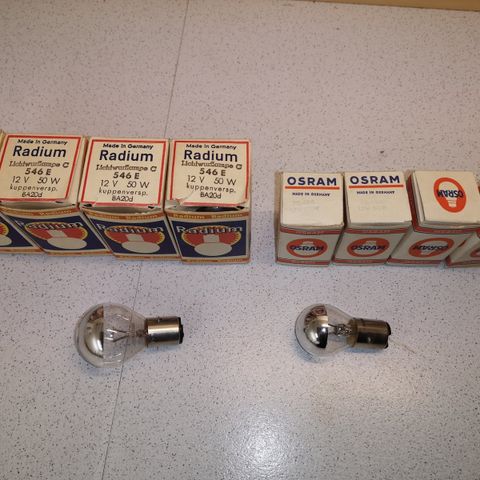 Made in Germany
Radium
Lichtwurflampe C
546 E
12 V 50 W
kuppenversp.
BA20d
Radium
Made in Germany
Radium
Lichtwurflampe C
546 E
12 V 50 W
kuppenversp.
BA20d
Radium
Made in Germany
Radium
Lichtwurflampe C
546 E
12 V 50 W
kuppenversp.
BA20d
Radium
OSRAM
MADE IN GERMANY
OSRAM
OSRAM
MADE IN GERMANY
OSRAM
OSRAM
OSRAM